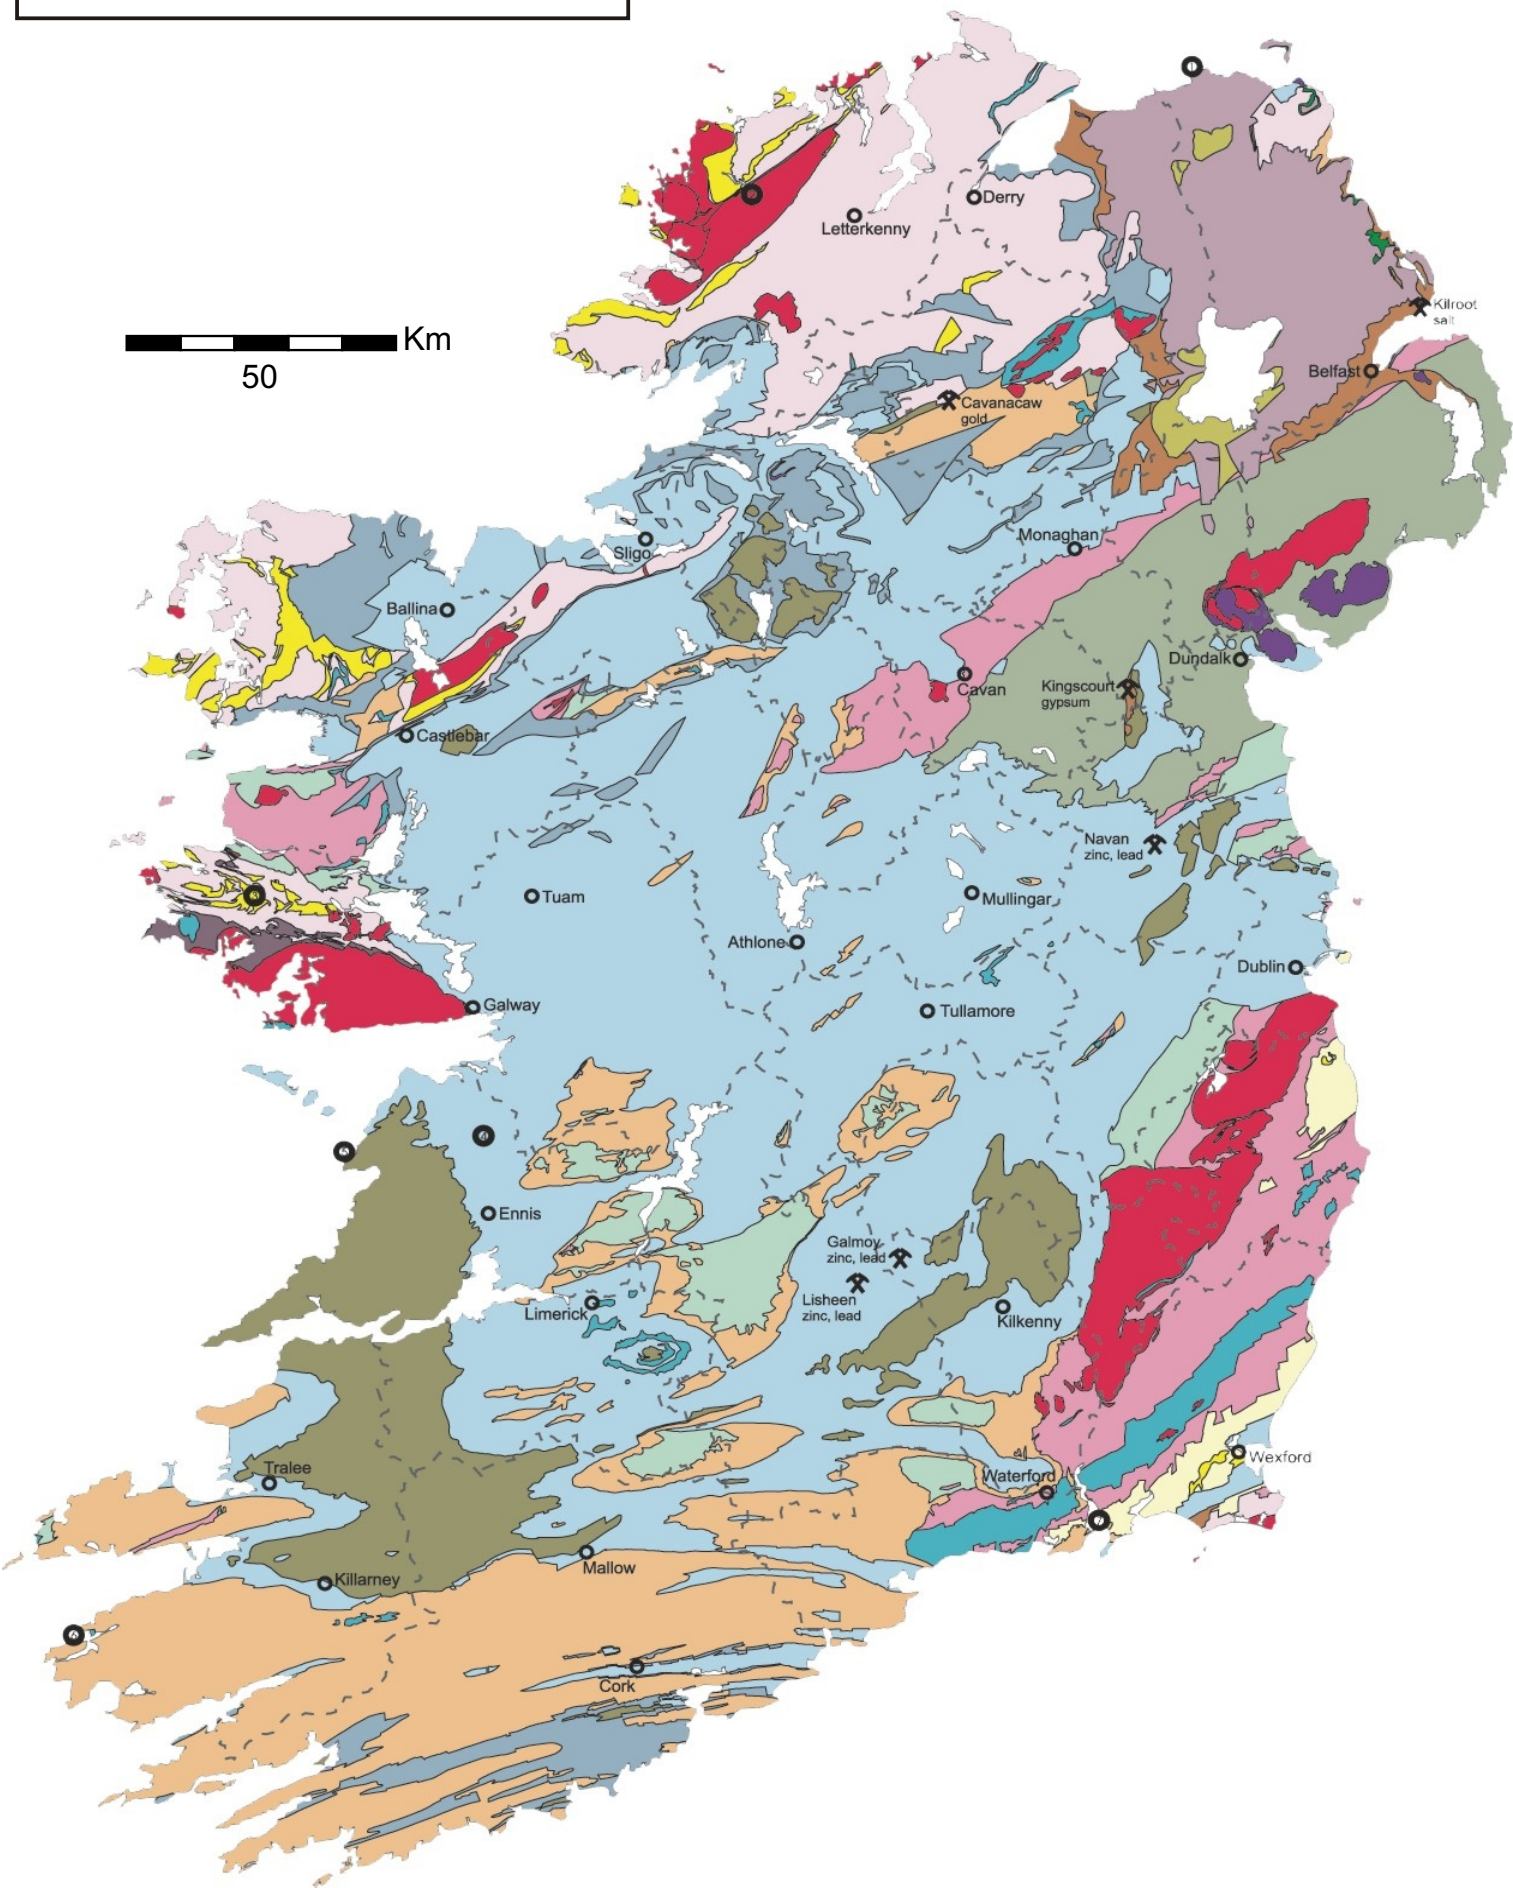 Km
50
Derry
Letterkenny
Kilroot
salt
Belfast
Cavanacaw
gold
Monaghan
Sligo
Ballina
Dundalk
Cavan
Kingscourt
gypsum
Castlebar
Navan
zinc, lead
Tuam
Mullingar
Athlone
Dublin
Galway
Tullamore
Ennis
Galmoy
zinc, lead
Lisheen
zinc, lead
Limerick
Kilkenny
Wexford
Tralee
Waterford
Mallow
Killarney
Cork